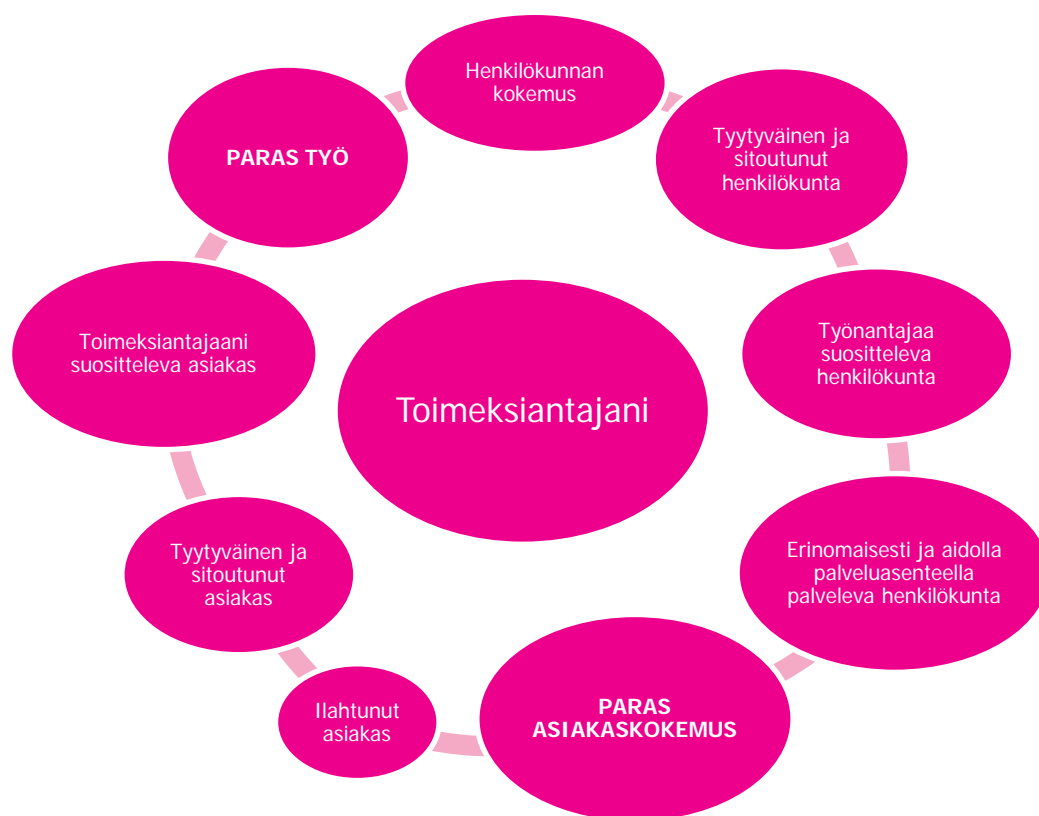 Henkilökunnan
kokemus
Tyytyväinen ja
sitoutunut
henkilökunta
Työnantajaa
suositteleva
henkilökunta
Erinomaisesti ja aidolla
palveluasenteella
palveleva henkilökunta
PARAS
ASIAKASKOKEMUS
Ilahtunut
asiakas
Tyytyväinen ja
sitoutunut
asiakas
Toimeksiantajaani
suositteleva asiakas
PARAS TYÖ
Toimeksiantajani